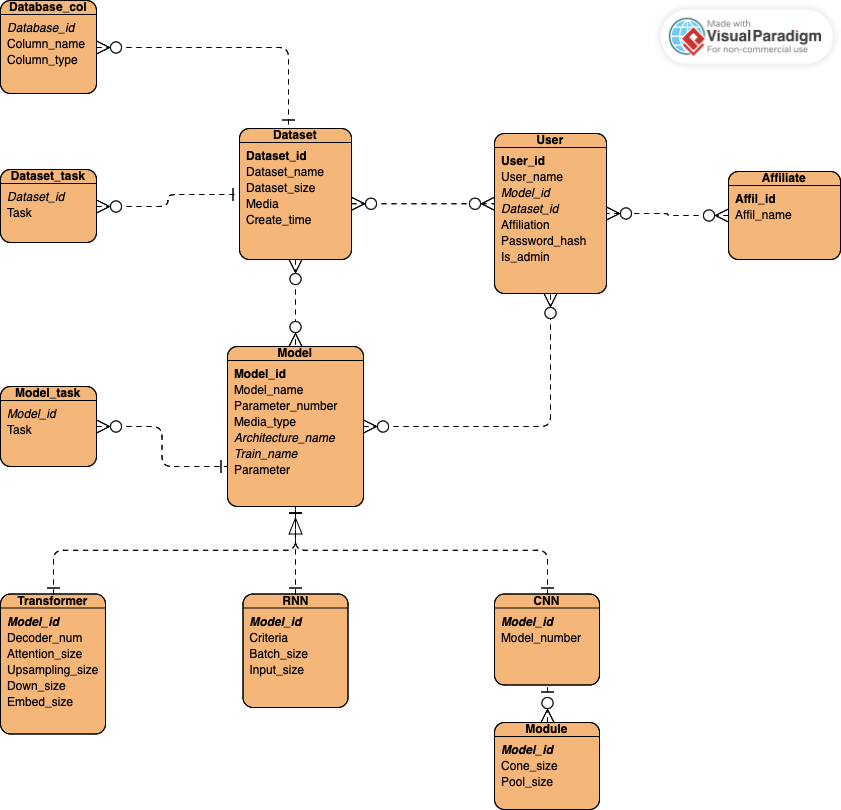 Database_col
Database_id
Column_name
Column_type
Made with
VisualParadigm
For non-commercial use
Dataset
Dataset_id
Dataset_name
Dataset_size
Media
Create_time
User
User_id
User_name
Model_id
Dataset_id
Affiliation
Password_hash
Is_admin
Dataset_task
Dataset_id
Task
Affiliate
Affil_id
Affil_name
Model
Model_id
Model_name
Parameter_number
Media_type
Architecture_name
Train_name
Parameter
Model_task
Model_id
Task
Transformer
Model_id
Decoder_num
Attention_size
Upsampling_size
Down_size
Embed_size
RNN
Model_id
Criteria
Batch_size
Input_size
CNN
Model_id
Model_number
Module
Model_id
Cone_size
Pool_size